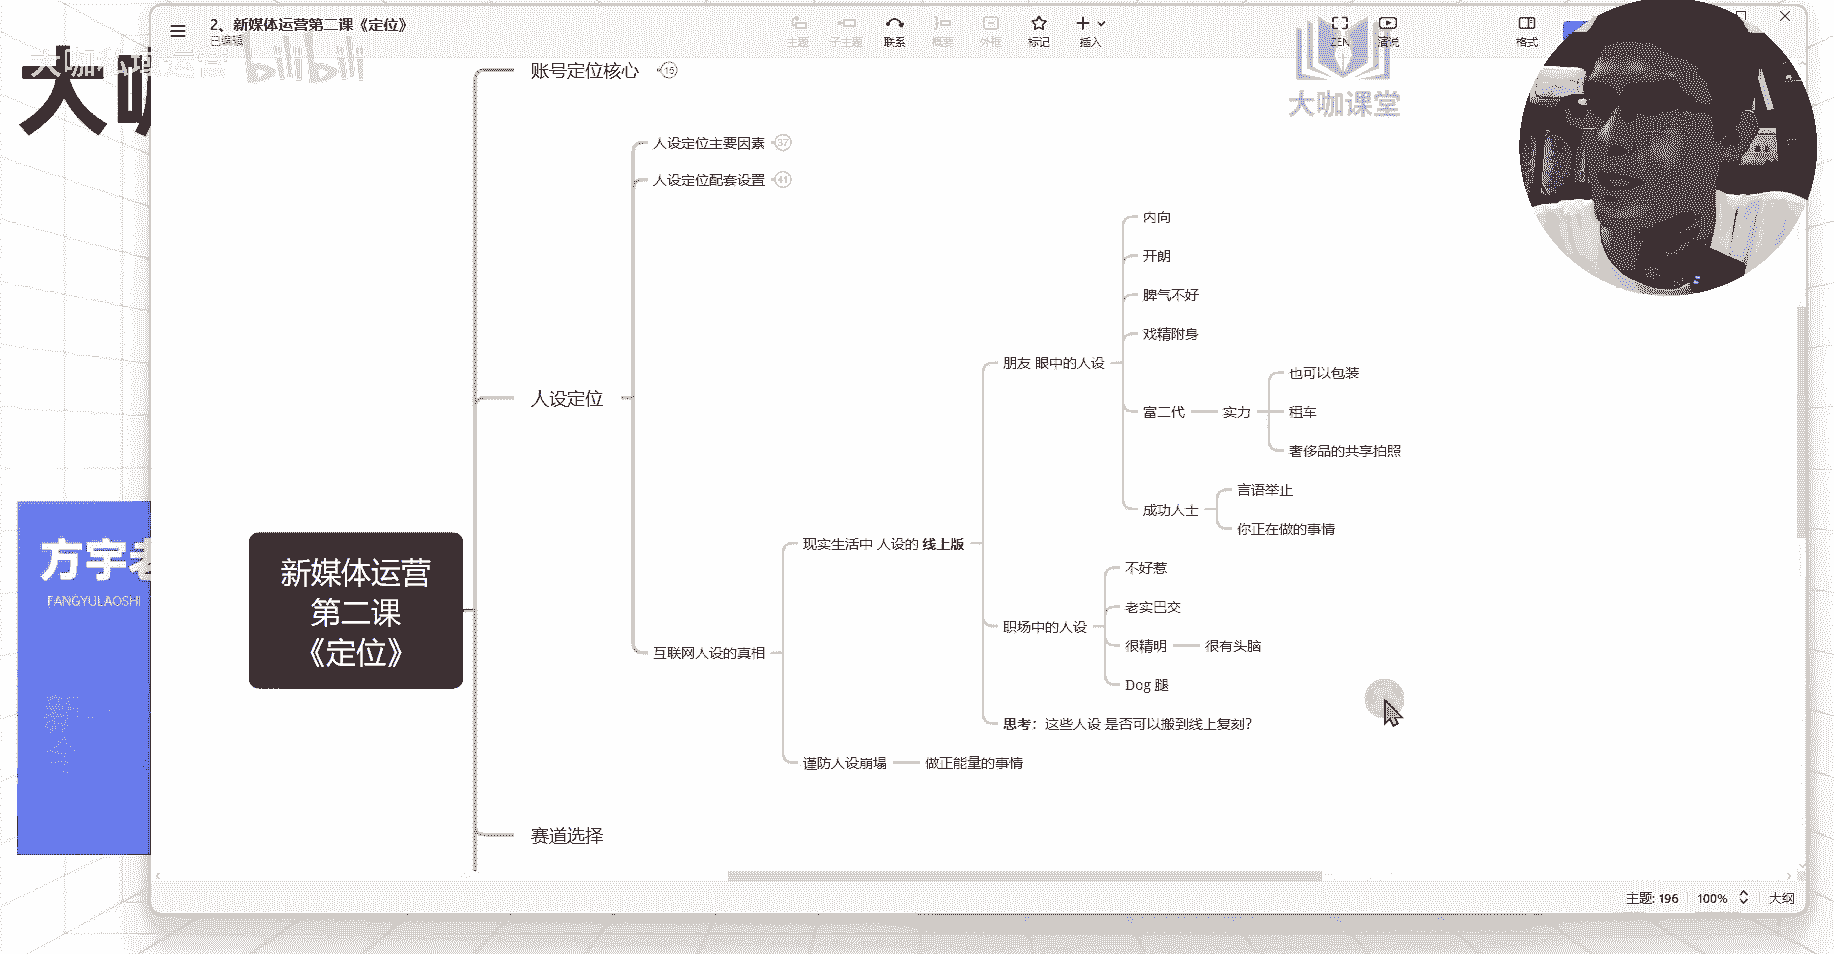 2、新媒体运营第二课《定位》
已编辑
主题
子主题
联系
概要
外框
标记
插入
ZEN
演说
格式
大咖私域运营
bilibili
大咖
大咖课堂
账号定位核心
16
人设定位主要因素
37
人设定位配套设置
41
内向
开朗
脾气不好
戏精附身
朋友 眼中的人设
也可以包装
人设定位
富二代
实力
租车
奢侈品的共享拍照
言语举止
成功人士
你正在做的事情
现实生活中 人设的 线上版
不好惹
新媒体运营
第二课
《定位》
老实巴交
职场中的人设
很精明
很有头脑
互联网人设的真相
Dog 腿
思考：这些人设 是否可以搬到线上复刻？
谨防人设崩塌
做正能量的事情
赛道选择
方宇老
FANGYULAOSHI
主题: 196
100%
大纲